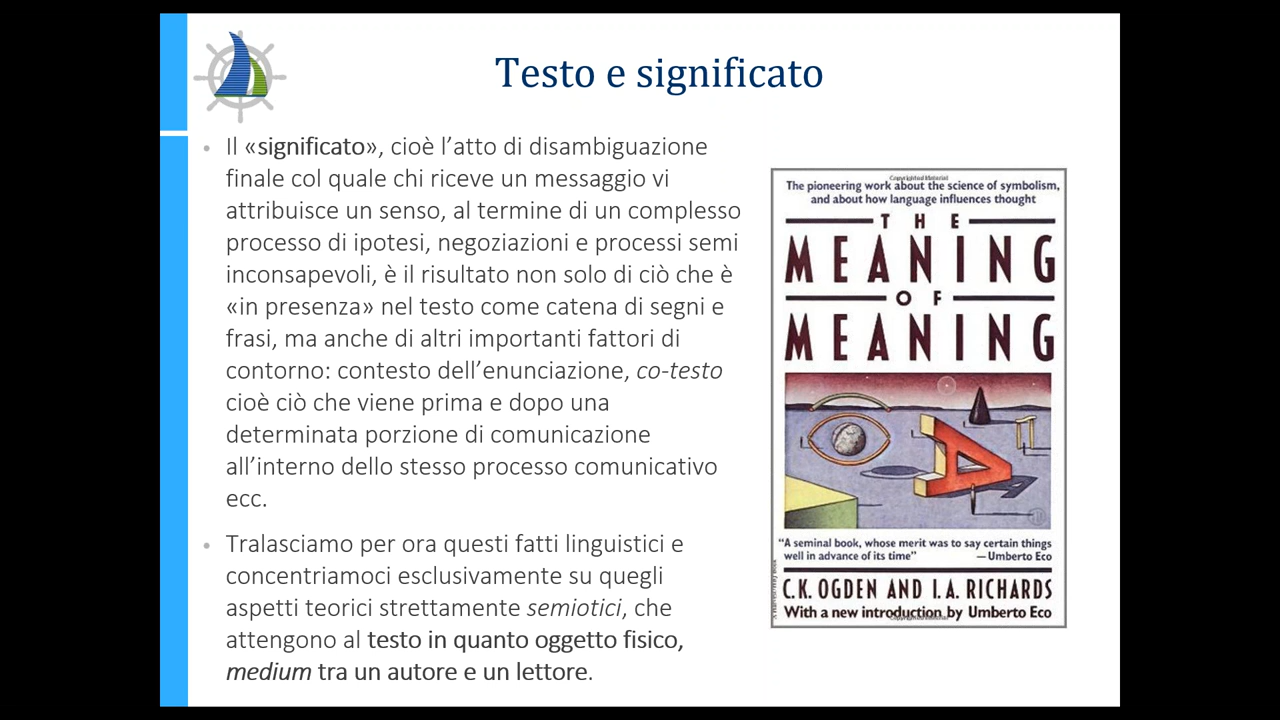 Testo e significato
Il «significato», cioè l’atto di disambiguazione
finale col quale chi riceve un messaggio vi
attribuisce un senso, al termine di un complesso
processo di ipotesi, negoziazioni e processi semi
inconsapevoli, è il risultato non solo di ciò che è
«in presenza» nel testo come catena di segni e
frasi, ma anche di altri importanti fattori di
contorno: contesto dell’enunciazione, co-testo
cioè ciò che viene prima e dopo una
determinata porzione di comunicazione
all’interno dello stesso processo comunicativo
ecc.
Tralasciamo per ora questi fatti linguistici e
concentriamoci esclusivamente su quegli
aspetti teorici strettamente semiotici, che
attengono al testo in quanto oggetto fisico,
medium tra un autore e un lettore.
Copyrighted Material
The pioneering work about the science of symbolism,
and about how language influences thought
THE
MEANING
OF
MEANING
“A seminal book, whose merit was to say certain things
well in advance of its time” —Umberto Eco
C.K. OGDEN AND I.A. RICHARDS
With a new introduction by Umberto Eco
Copyrighted Material